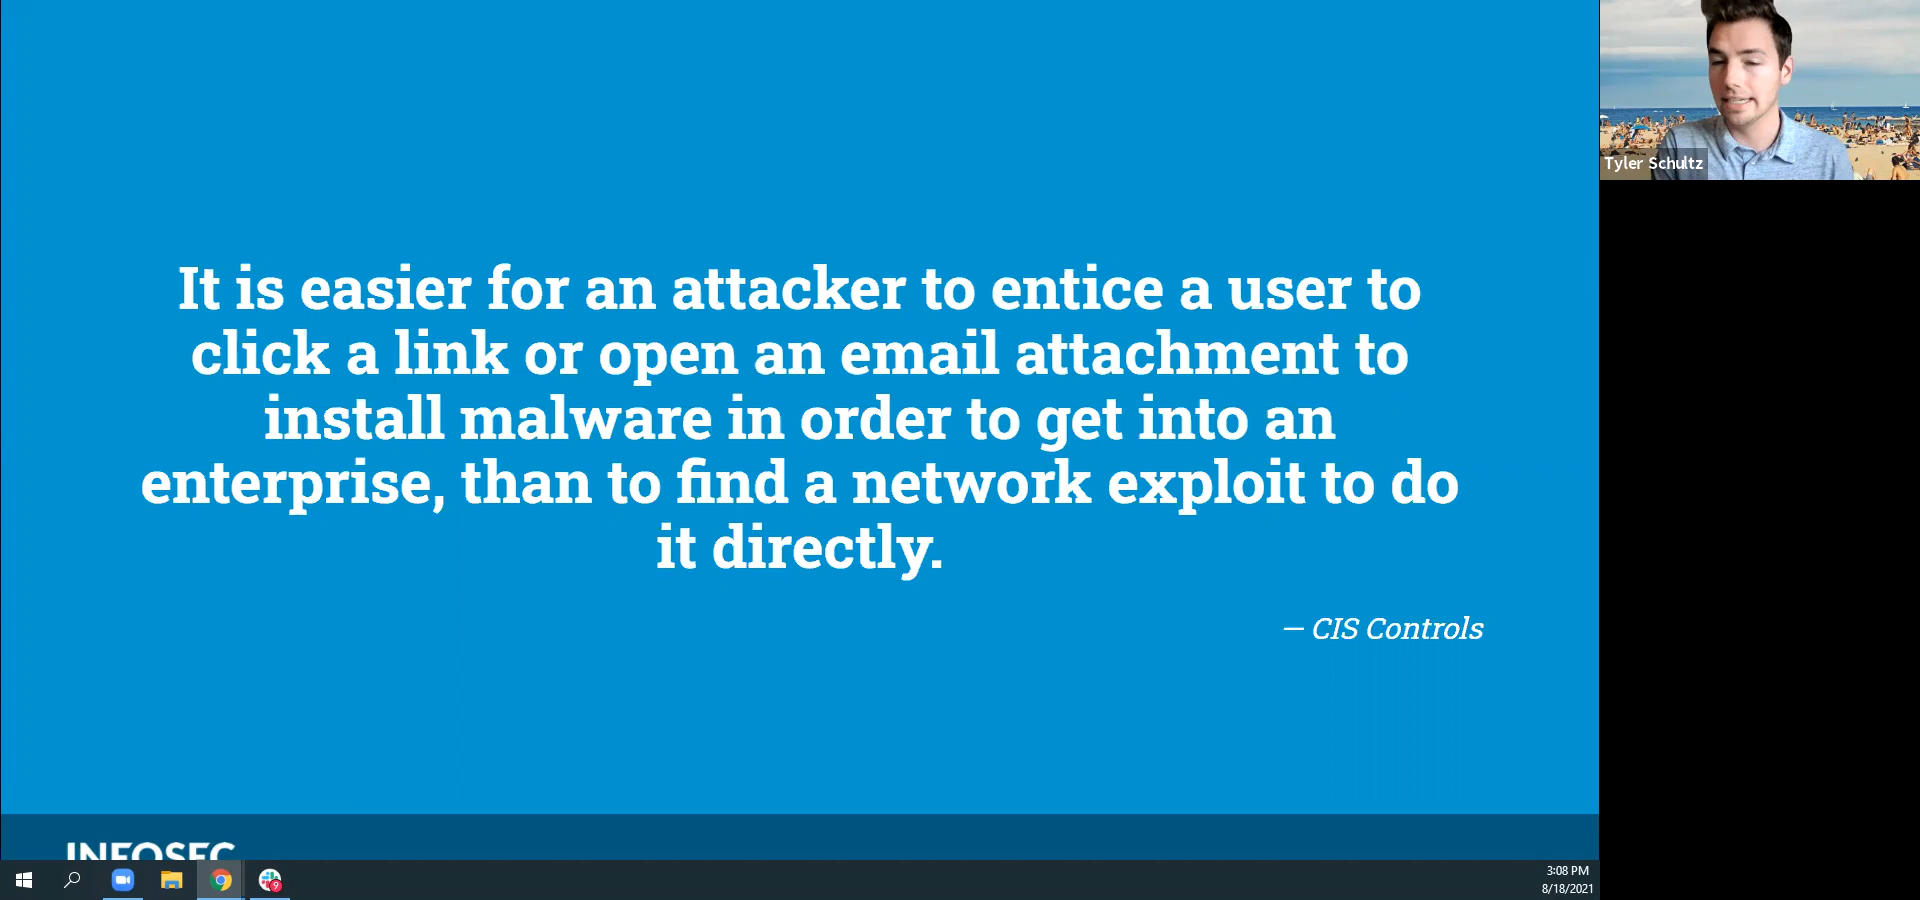 It is easier for an attacker to entice a user to
click a link or open an email attachment to
install malware in order to get into an
enterprise, than to find a network exploit to do
it directly.
— CIS Controls
Tyler Schultz
INFOSEC
9
3:08 PM
8/18/2021